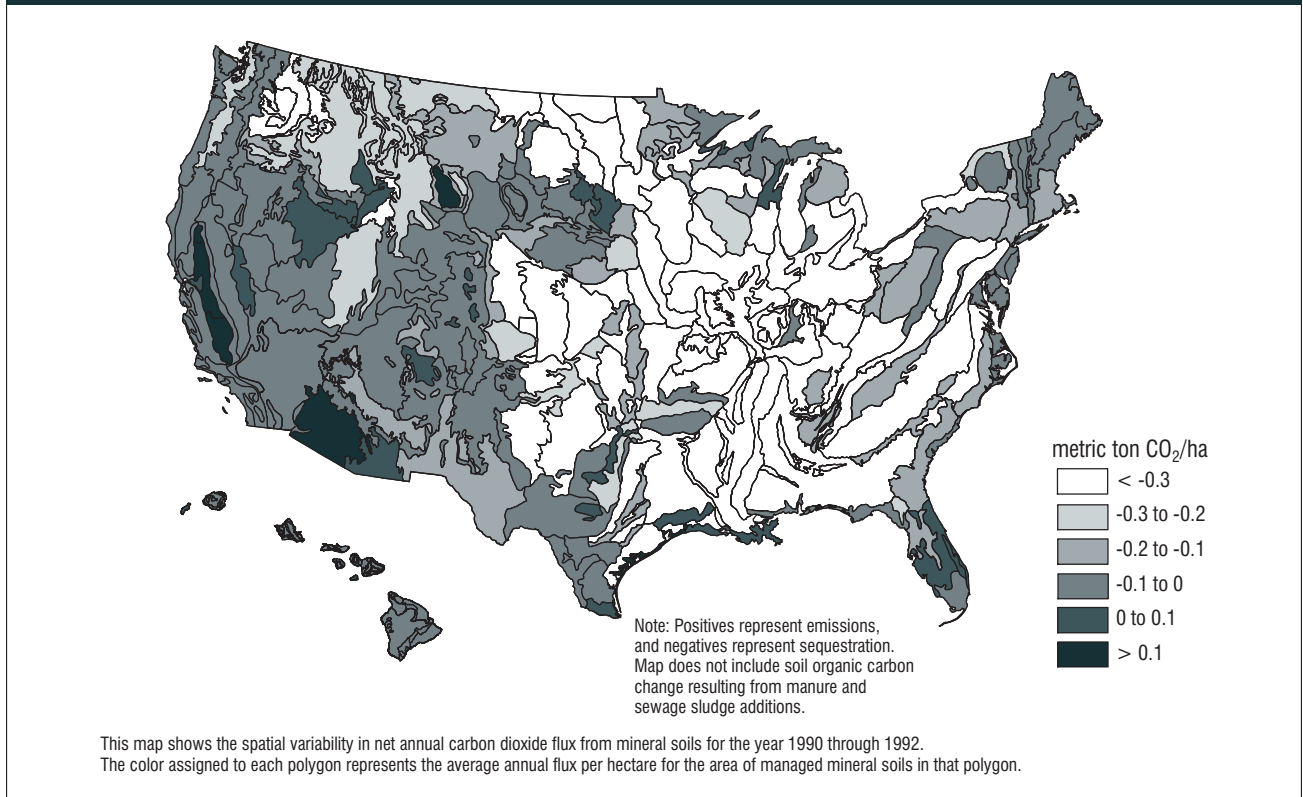 metric ton CO₂/ha
< -0.3
-0.3 to -0.2
-0.2 to -0.1
-0.1 to 0
0 to 0.1
> 0.1
Note: Positives represent emissions,
and negatives represent sequestration.
Map does not include soil organic carbon
change resulting from manure and
sewage sludge additions.
This map shows the spatial variability in net annual carbon dioxide flux from mineral soils for the year 1990 through 1992.
The color assigned to each polygon represents the average annual flux per hectare for the area of managed mineral soils in that polygon.